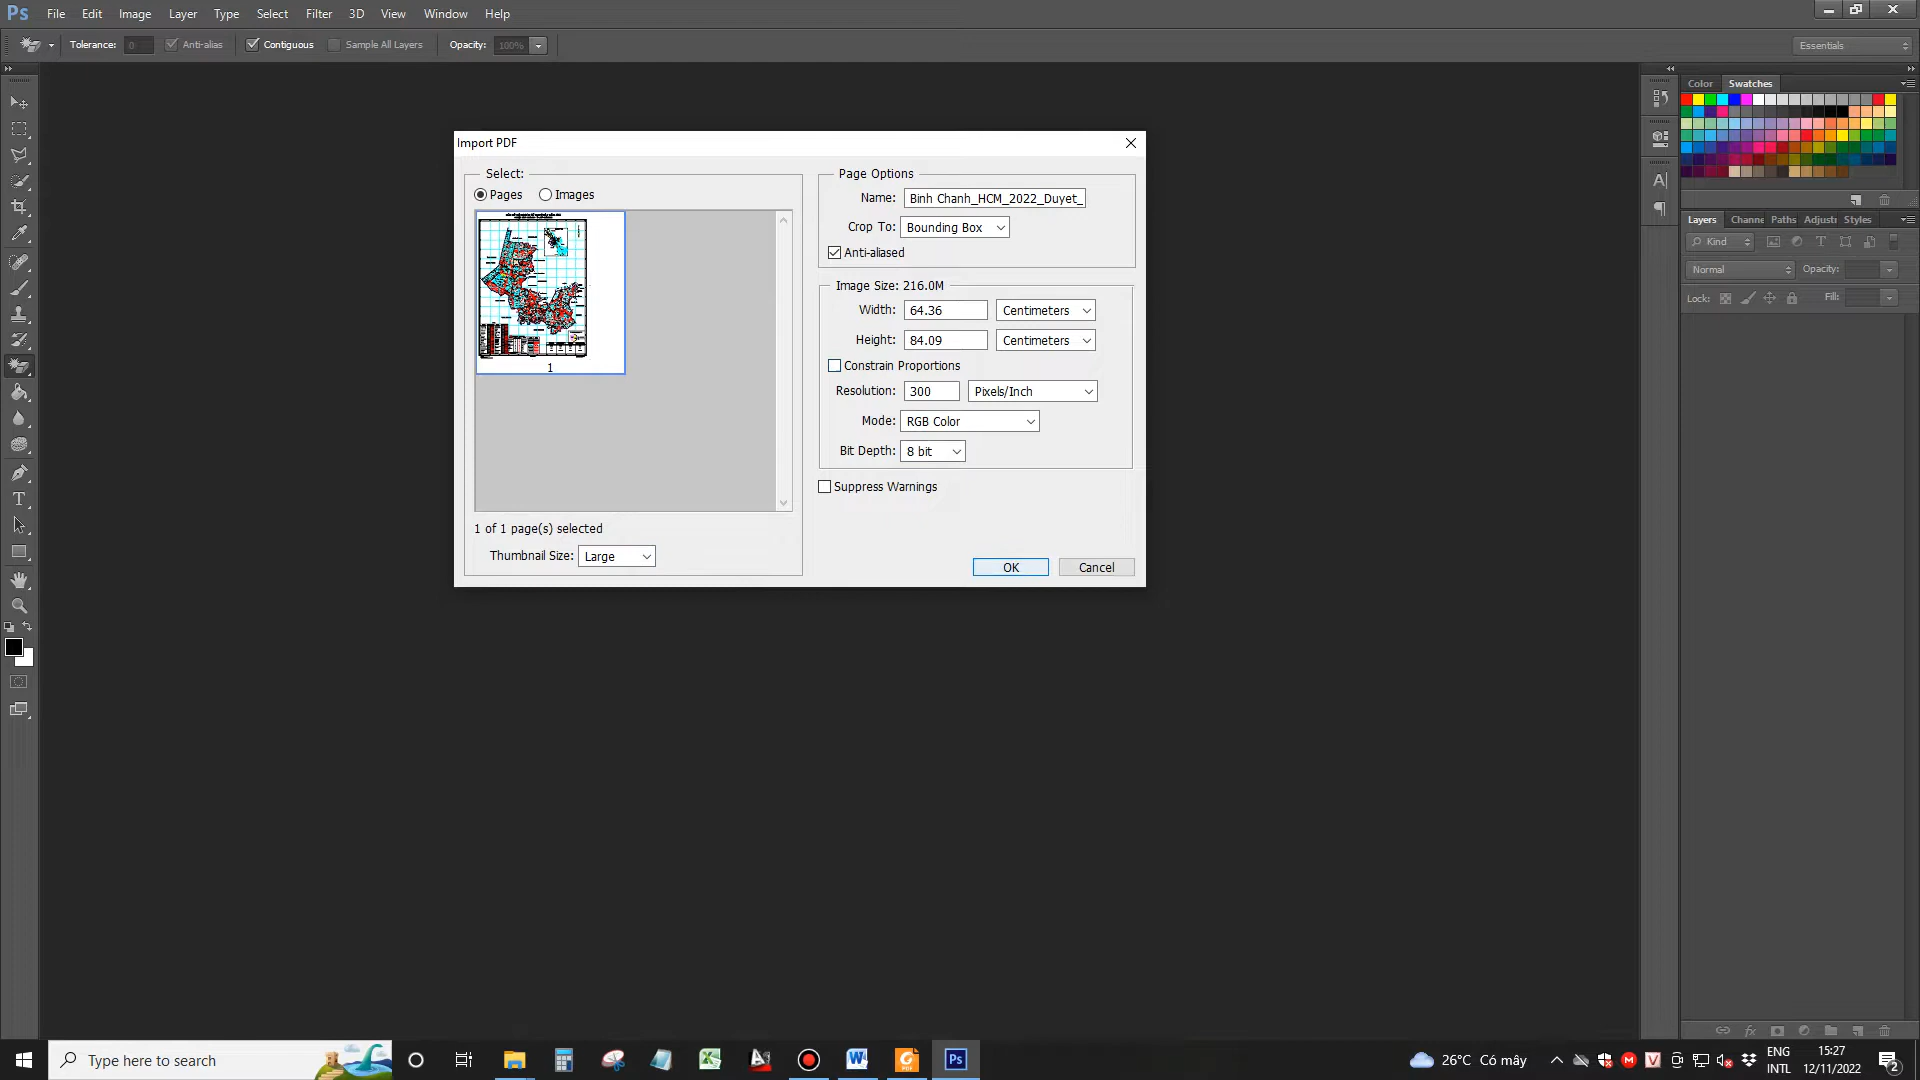 Ps File Edit Image Layer Type Select Filter 3D View Window Help
Tolerance: 0 Anti-alias Contiguous Sample All Layers Opacity: 100% Essentials
Color Swatches
Import PDF
Select:
Pages Images
1
1 of 1 page(s) selected
Thumbnail Size: Large
Page Options
Name: Binh Chanh_HCM_2022_Duyet_
Crop To: Bounding Box
Anti-aliased
Image Size: 216.0M
Width: 64.36 Centimeters
Height: 84.09 Centimeters
Constrain Proportions
Resolution: 300 Pixels/Inch
Mode: RGB Color
Bit Depth: 8 bit
Suppress Warnings
OK Cancel
Layers Channe Paths Adjustr Styles
Kind
Normal Opacity:
Lock: Fill:
Type here to search
26°C Có mây
ENG
INTL
15:27
12/11/2022
2